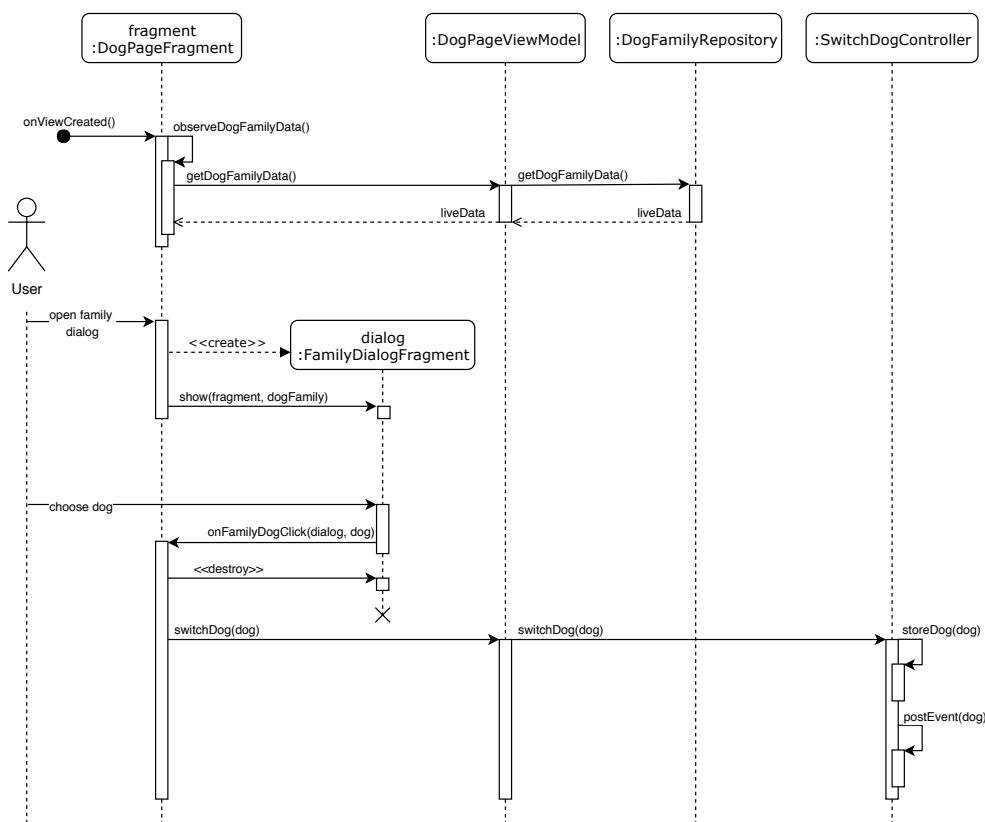 fragment
:DogPageFragment
:DogPageViewModel
:DogFamilyRepository
:SwitchDogController
onViewCreated()
observeDogFamilyData()
getDogFamilyData()
getDogFamilyData()
liveData
liveData
User
open family
dialog
<<create>>
dialog
:FamilyDialogFragment
show(fragment, dogFamily)
choose dog
onFamilyDogClick(dialog, dog)
<<destroy>>
switchDog(dog)
switchDog(dog)
storeDog(dog)
postEvent(dog)